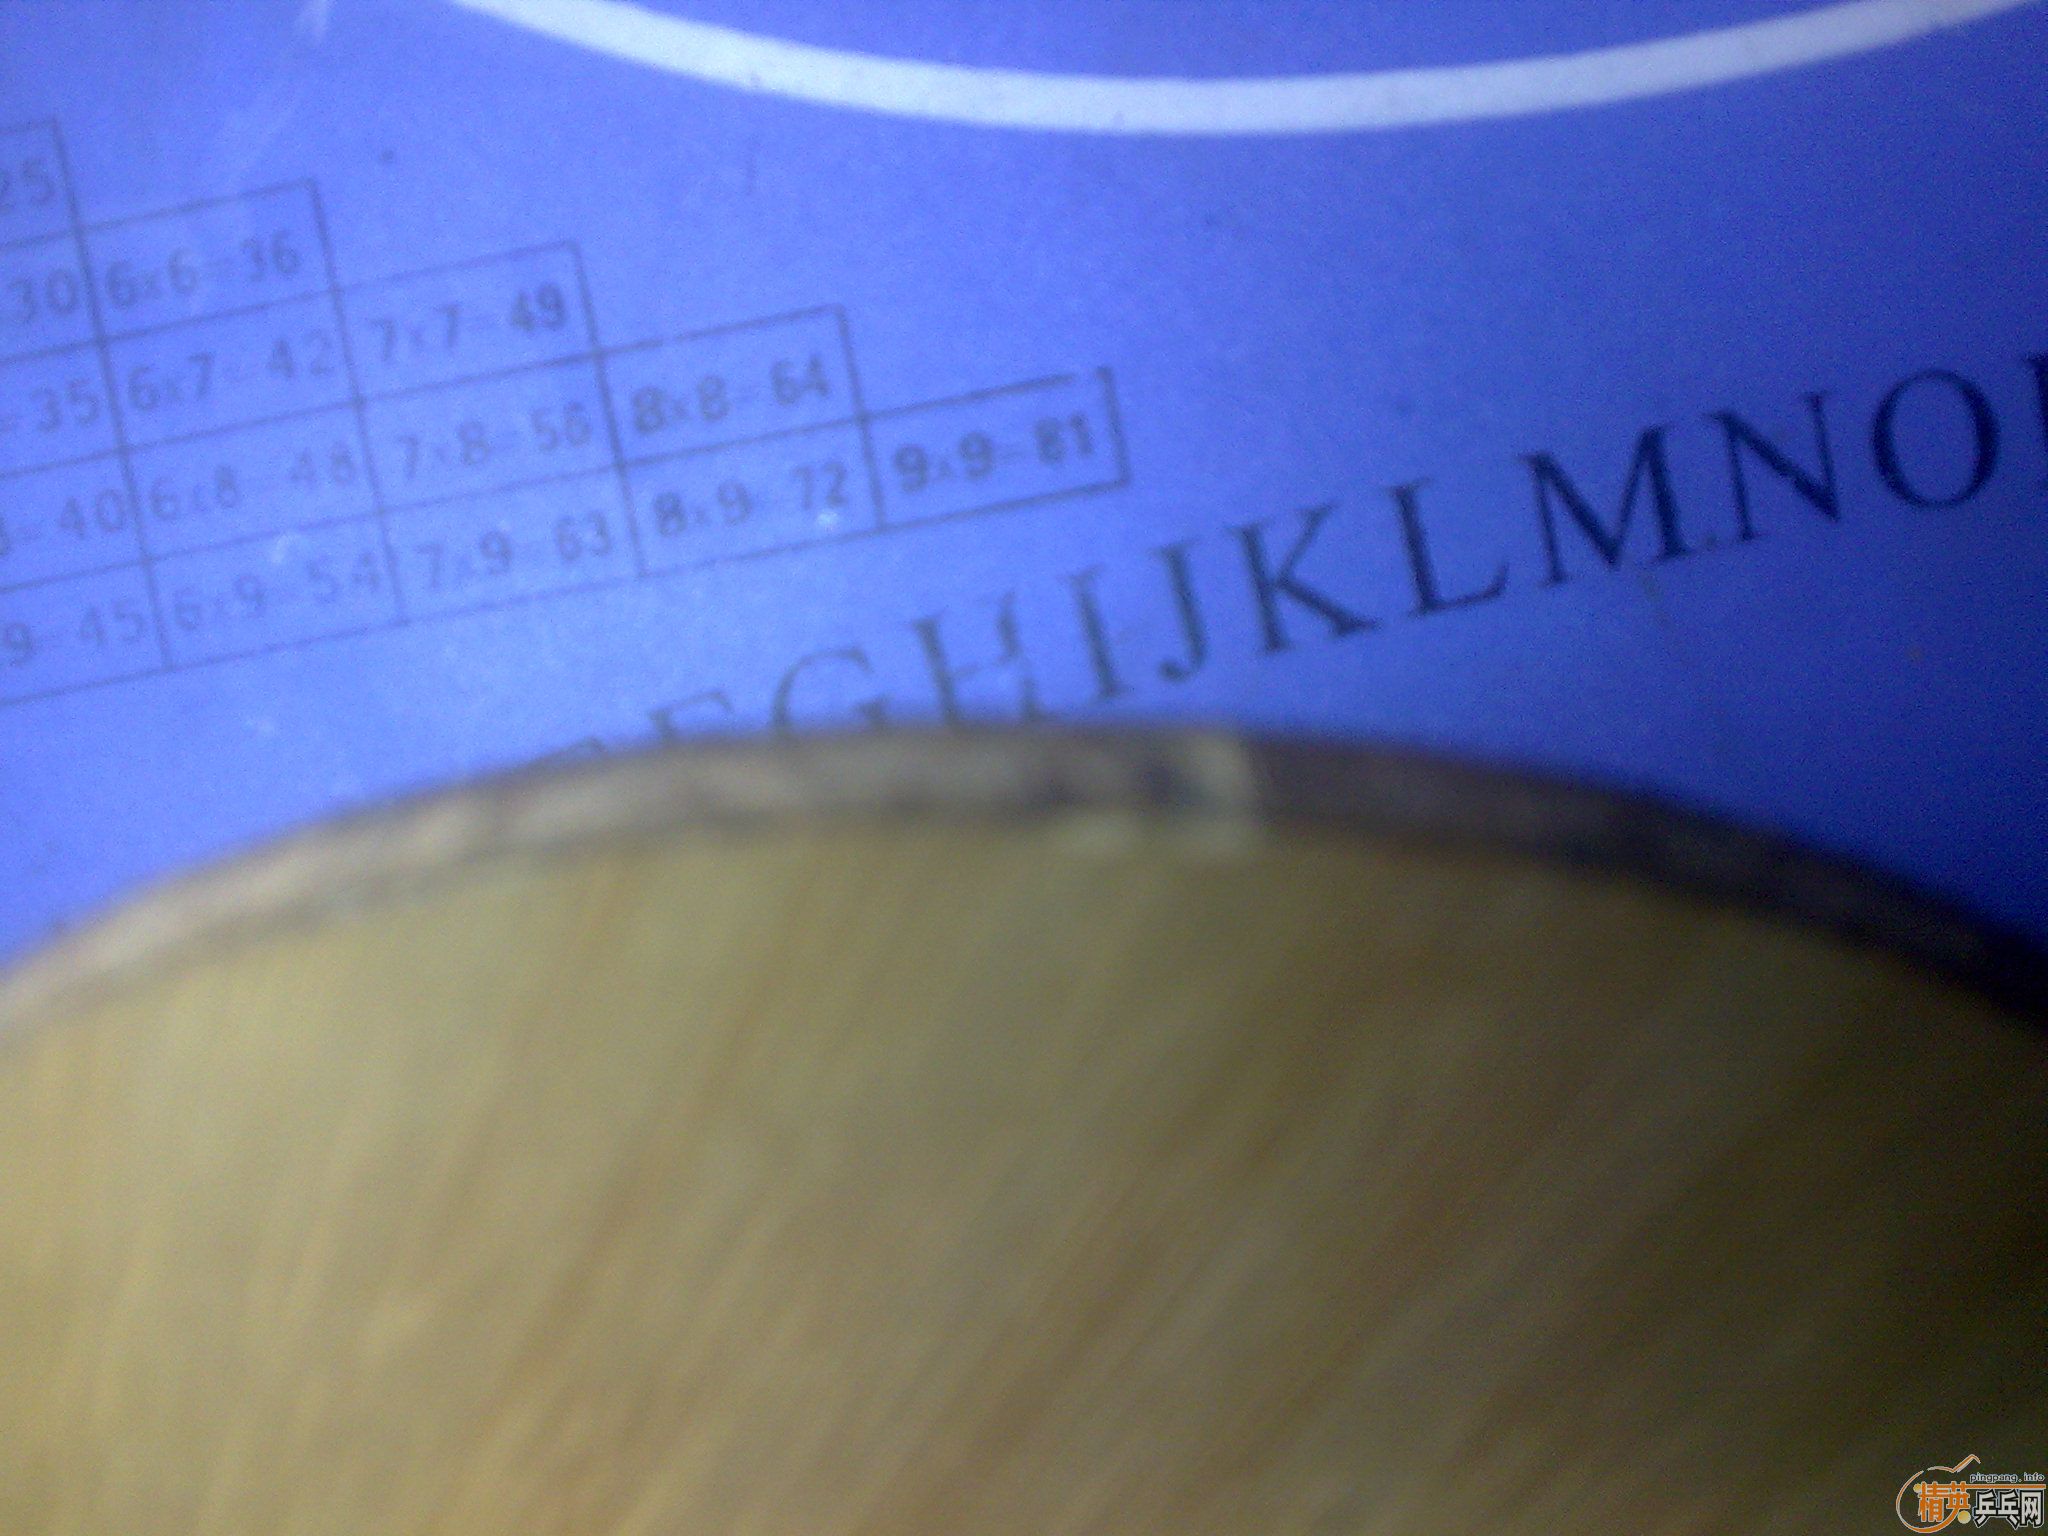 25
30 6×6=36
=35 6×7=42 7×7=49
=40 6×8=48 7×8=56 8×8=64
9=45 6×9=54 7×9=63 8×9=72 9×9=81
FGHIJKLMNO
pingpang.info
精英乒乓网